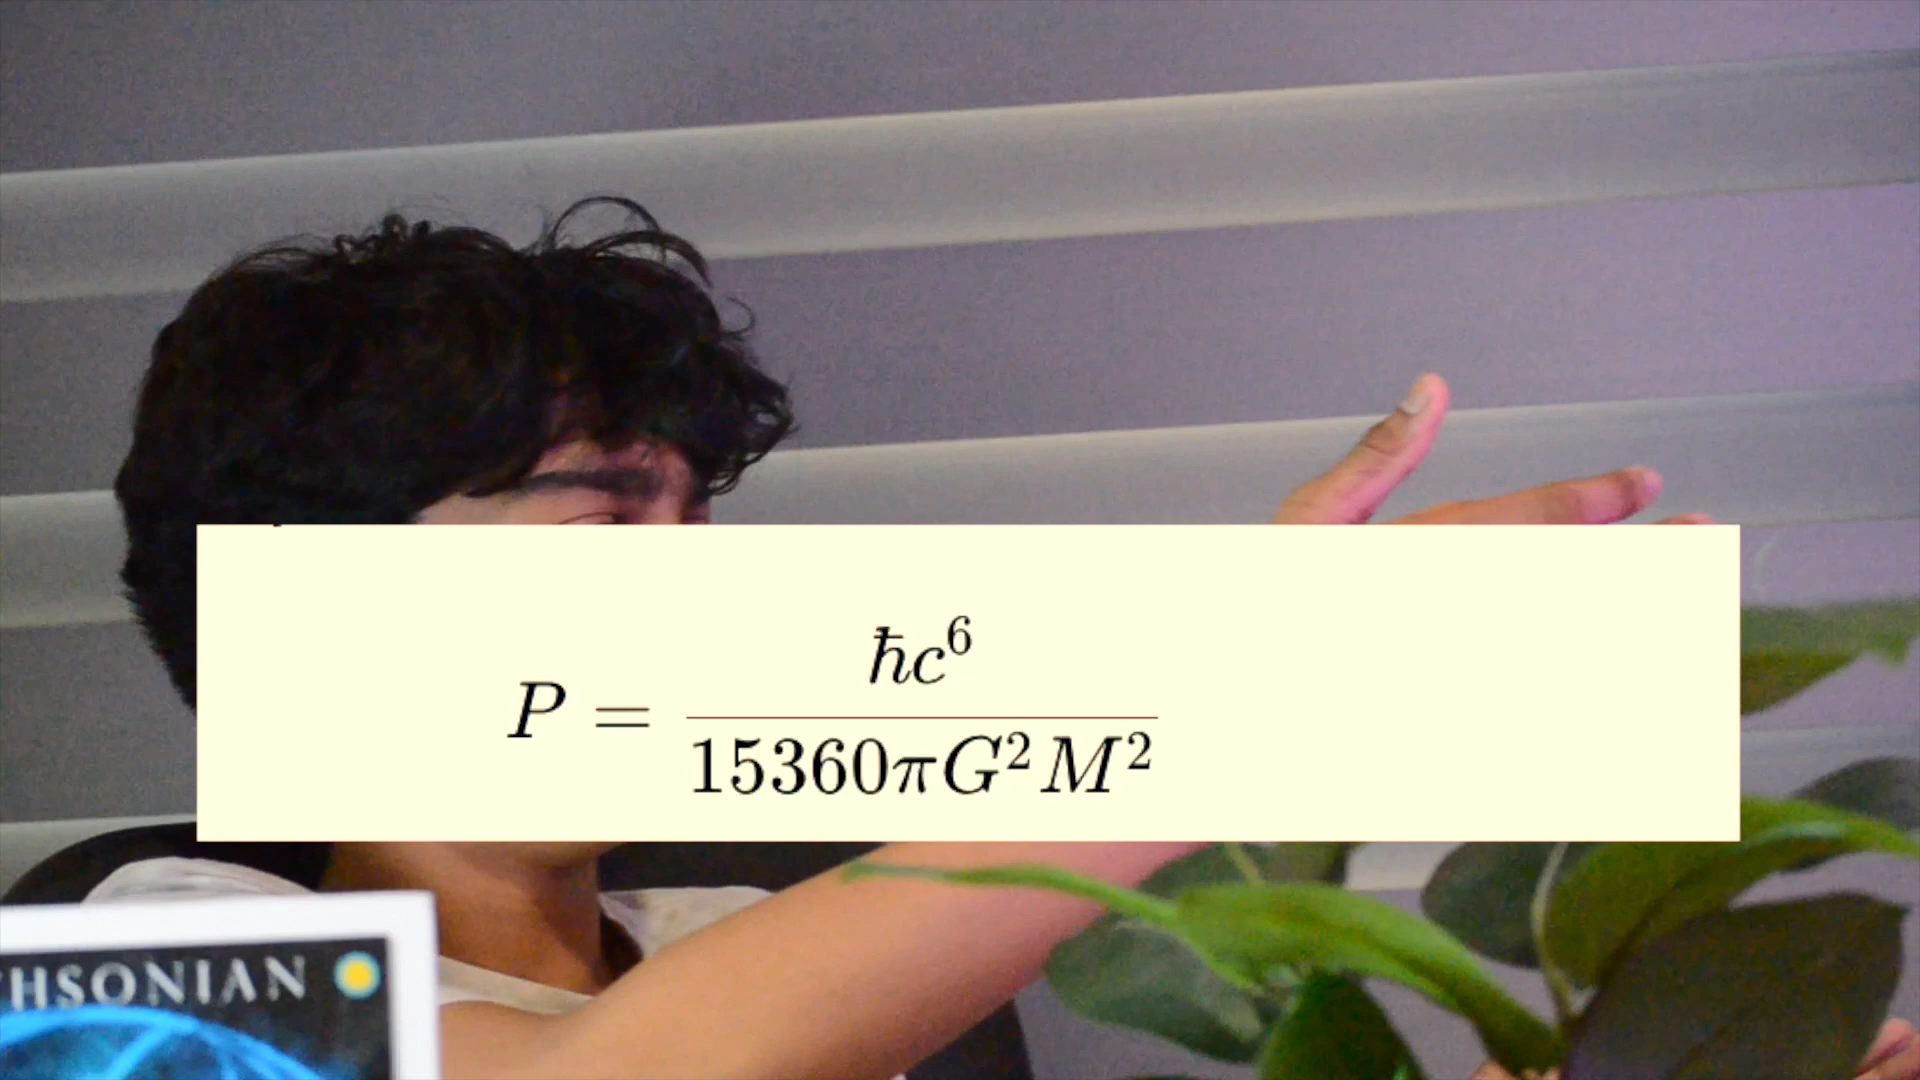 P = ħc⁶ / 15360πG²M²
HSONIAN